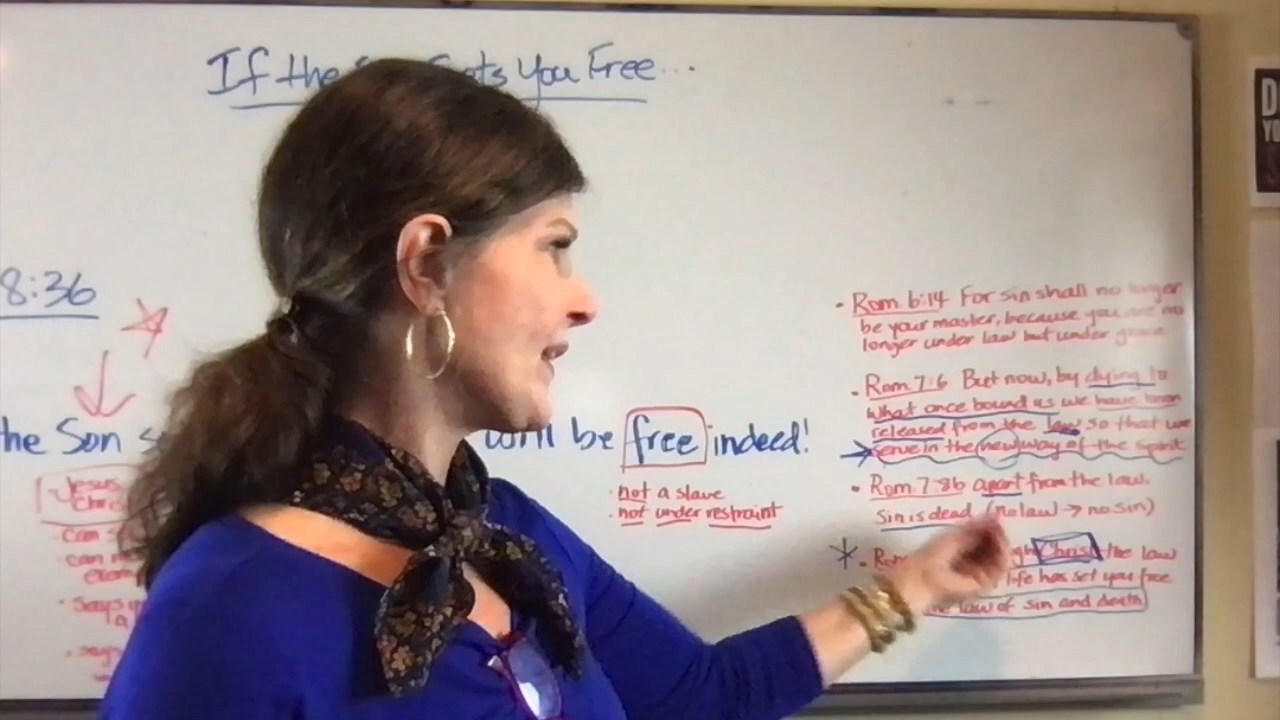 If the Sets You Free...
8:36
the Son will be free indeed!
Jesus
Christ
• can
• can
• says
a
• says
• not a slave
• not under restraint
• Rom. 6:14 For sin shall no longer
be your master, because you are no
longer under law but under grace
• Rom. 7:6 But now, by dying to
what once bound us we have been
released from the law so that we
serve in the new way of the Spirit
• Rom. 7:8b apart from the law.
Sin is dead (no law → no sin)
* • Christ the law
life has set you free
law of sin and death
D
YO